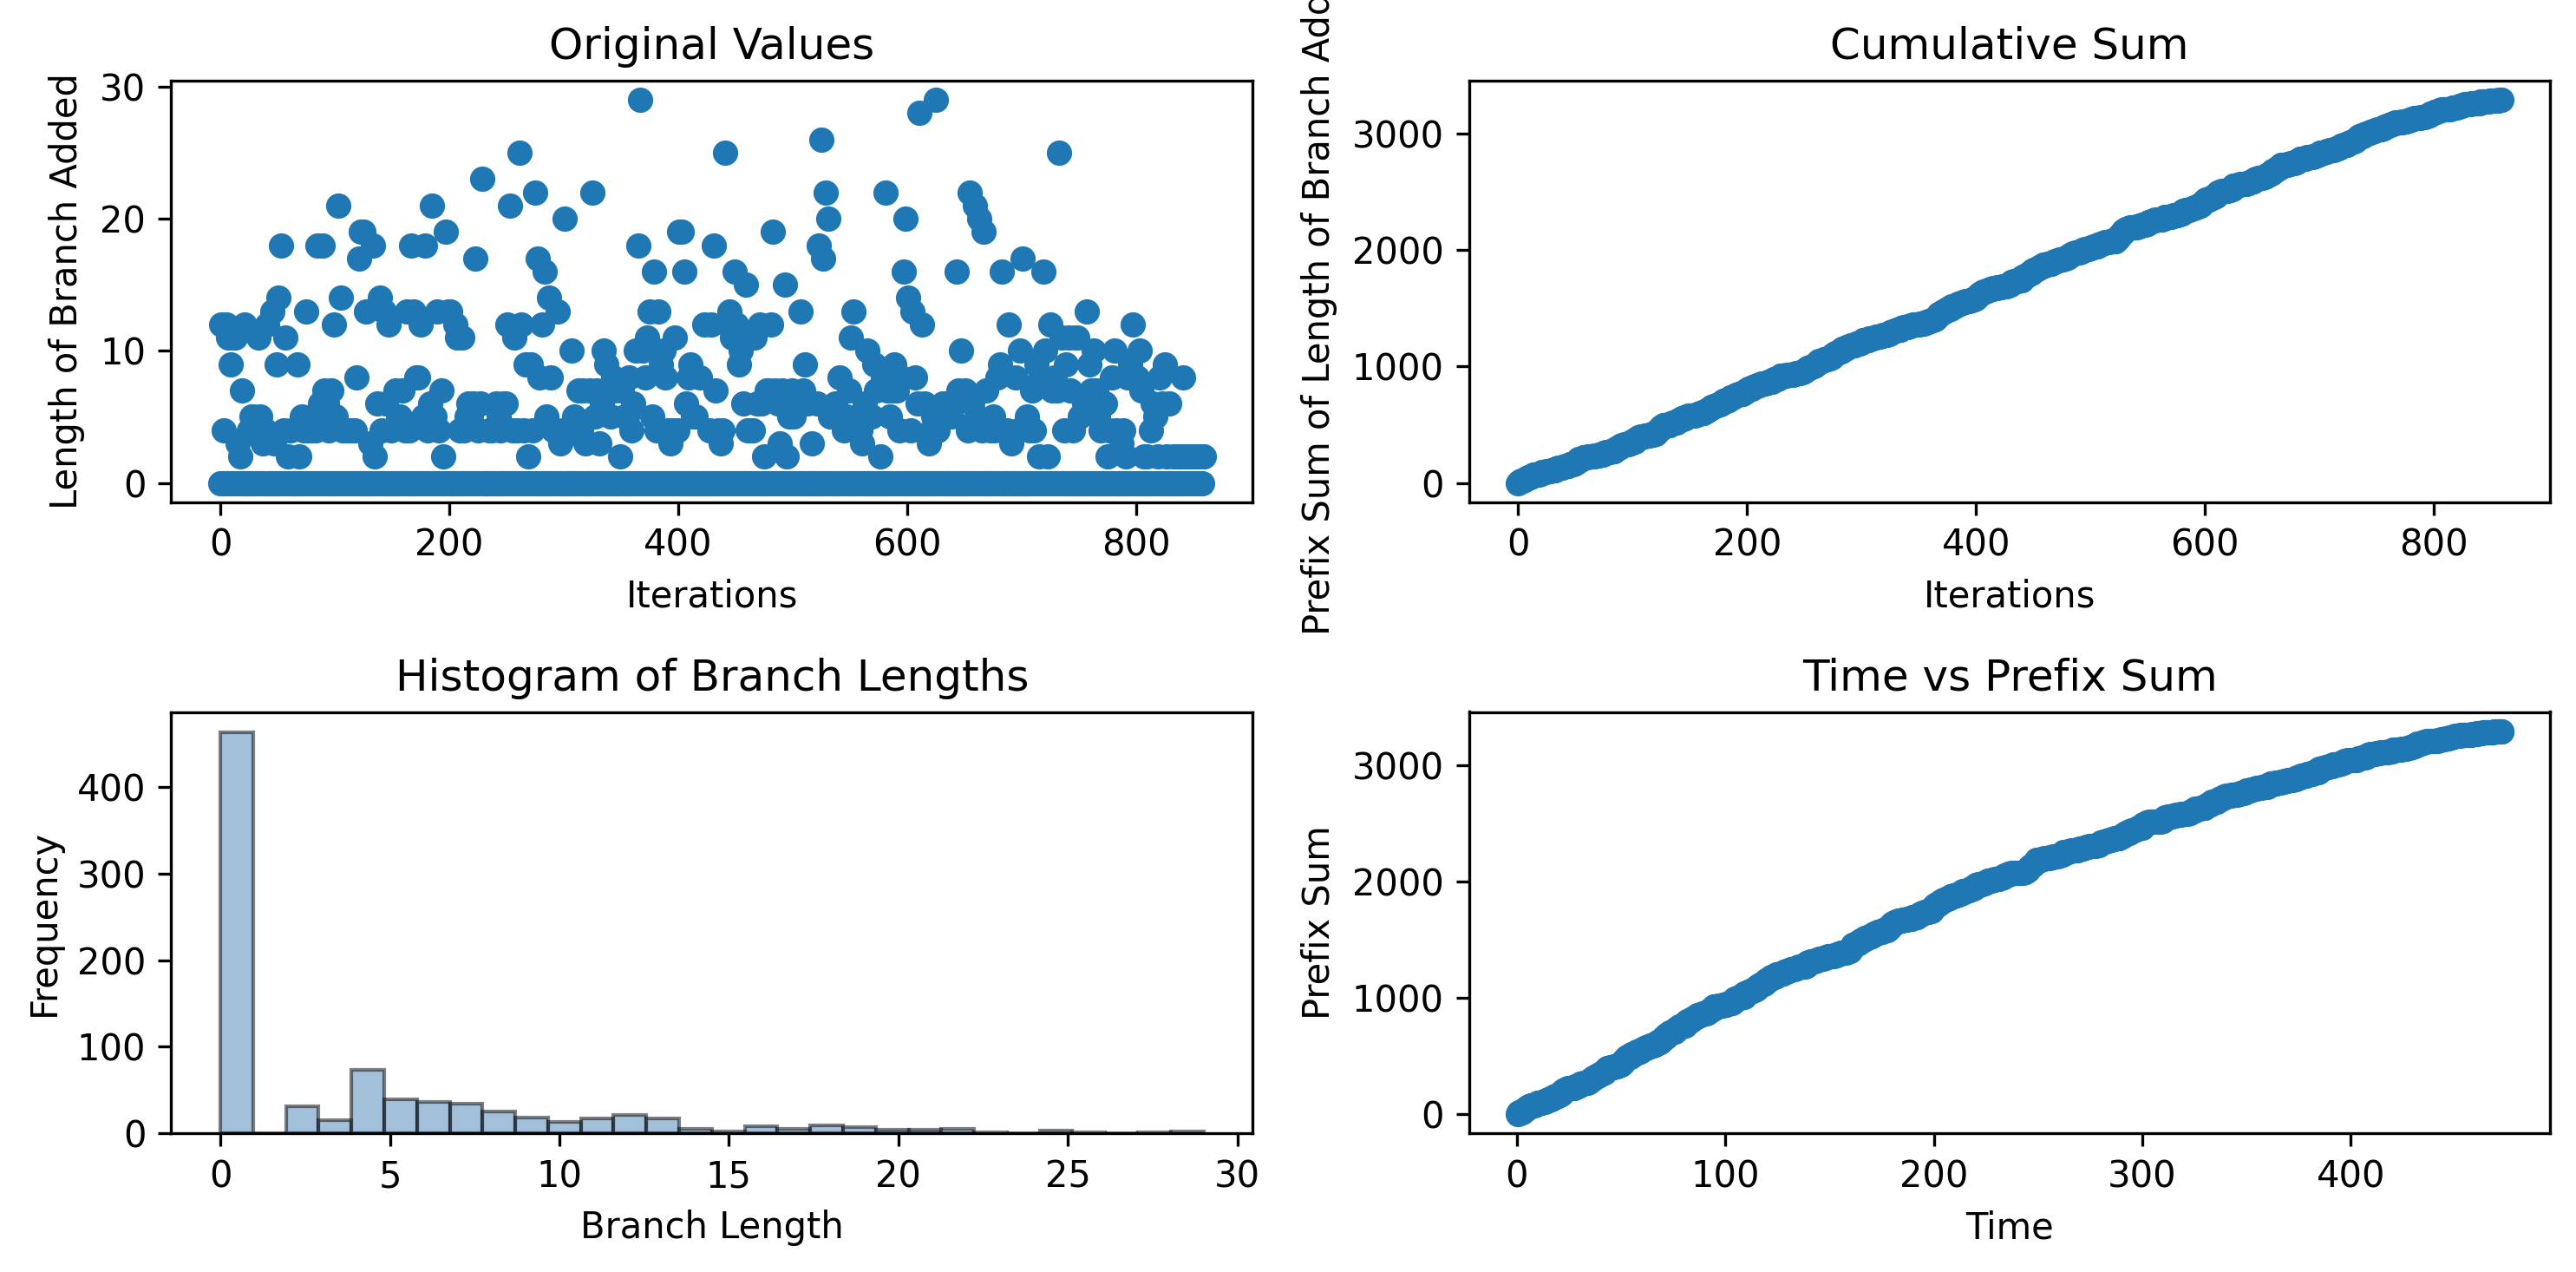 Original Values
Length of Branch Added
30
20
10
0
0 200 400 600 800
Iterations
Cumulative Sum
Prefix Sum of Length of Branch
3000
2000
1000
0
0 200 400 600 800
Iterations
Histogram of Branch Lengths
Frequency
400
300
200
100
0
0 5 10 15 20 25 30
Branch Length
Time vs Prefix Sum
Prefix Sum
3000
2000
1000
0
0 100 200 300 400
Time